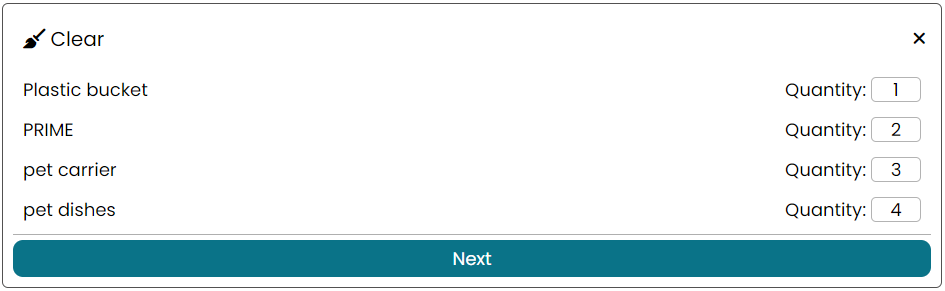 Clear ×
Plastic bucket Quantity: 1
PRIME Quantity: 2
pet carrier Quantity: 3
pet dishes Quantity: 4
Next